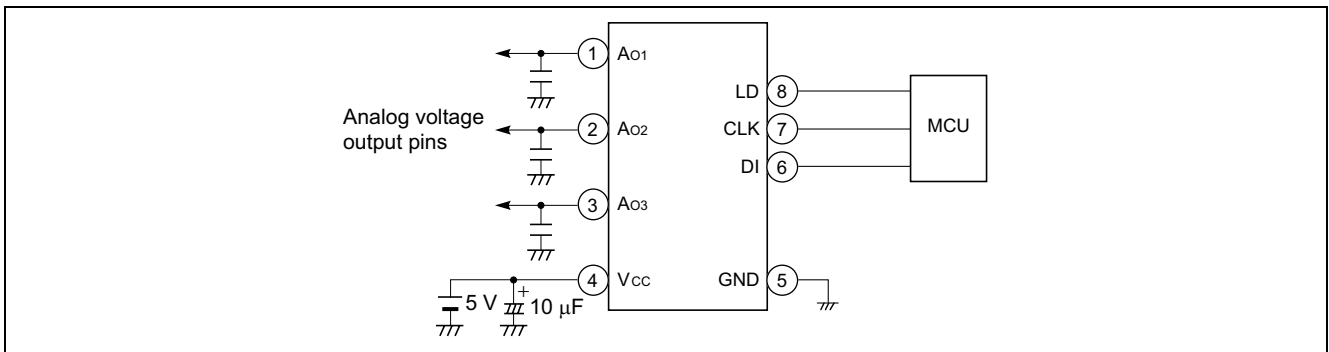 1 AO1
LD 8
Analog voltage
output pins
2 AO2
CLK 7
MCU
DI 6
3 AO3
4 VCC
GND 5
5 V
+
10 μF